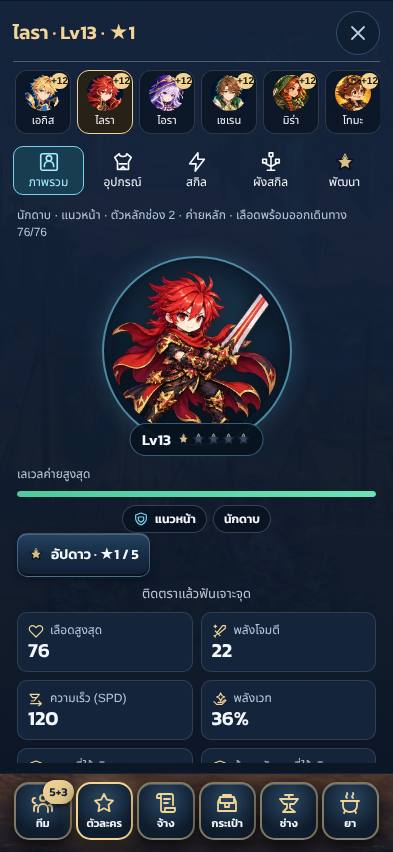 ไลรา · Lv13 · ★1
+12 +12 +12 +12 +12 +12
เอกิส ไลรา ไอรา เซเรน มิร่า โทมะ
ภาพรวม อุปกรณ์ สกิล ผังสกิล พัฒนา
นักดาบ · แนวหน้า · ตัวหลักช่อง 2 · ค่ายหลัก · เลือดพร้อมออกเดินทาง
76/76
Lv13
เลเวลค่ายสูงสุด
แนวหน้า นักดาบ
อัปดาว · ★1 / 5
ติดตราแล้วฟันเจาะจุด
เลือดสูงสุด พลังโจมตี
76 22
ความเร็ว (SPD) พลังเวท
120 36%
5+3
ทีม ตัวละคร จ้าง กระเป๋า ช่าง ยา